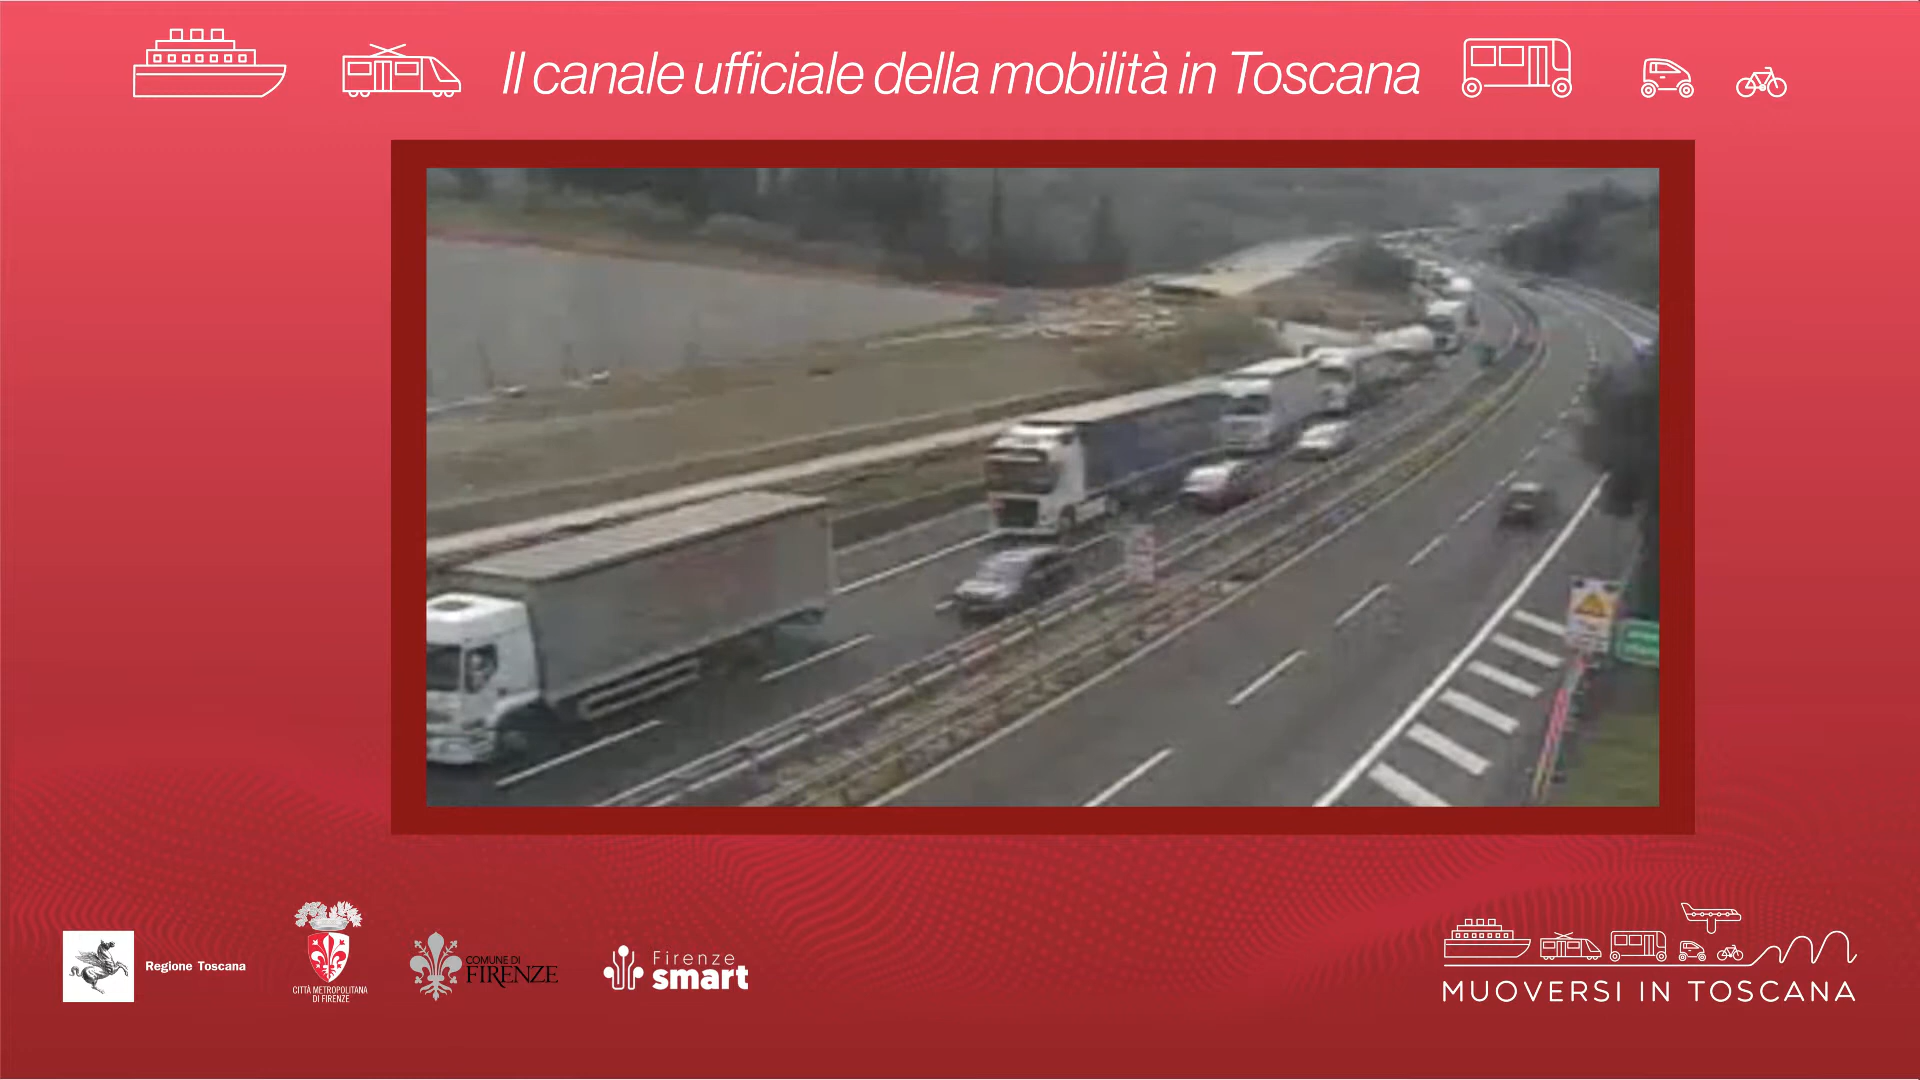 Il canale ufficiale della mobilità in Toscana
Regione Toscana
CITTÀ METROPOLITANA
DI FIRENZE
COMUNE DI
FIRENZE
Firenze
smart
MUOVERSI IN TOSCANA